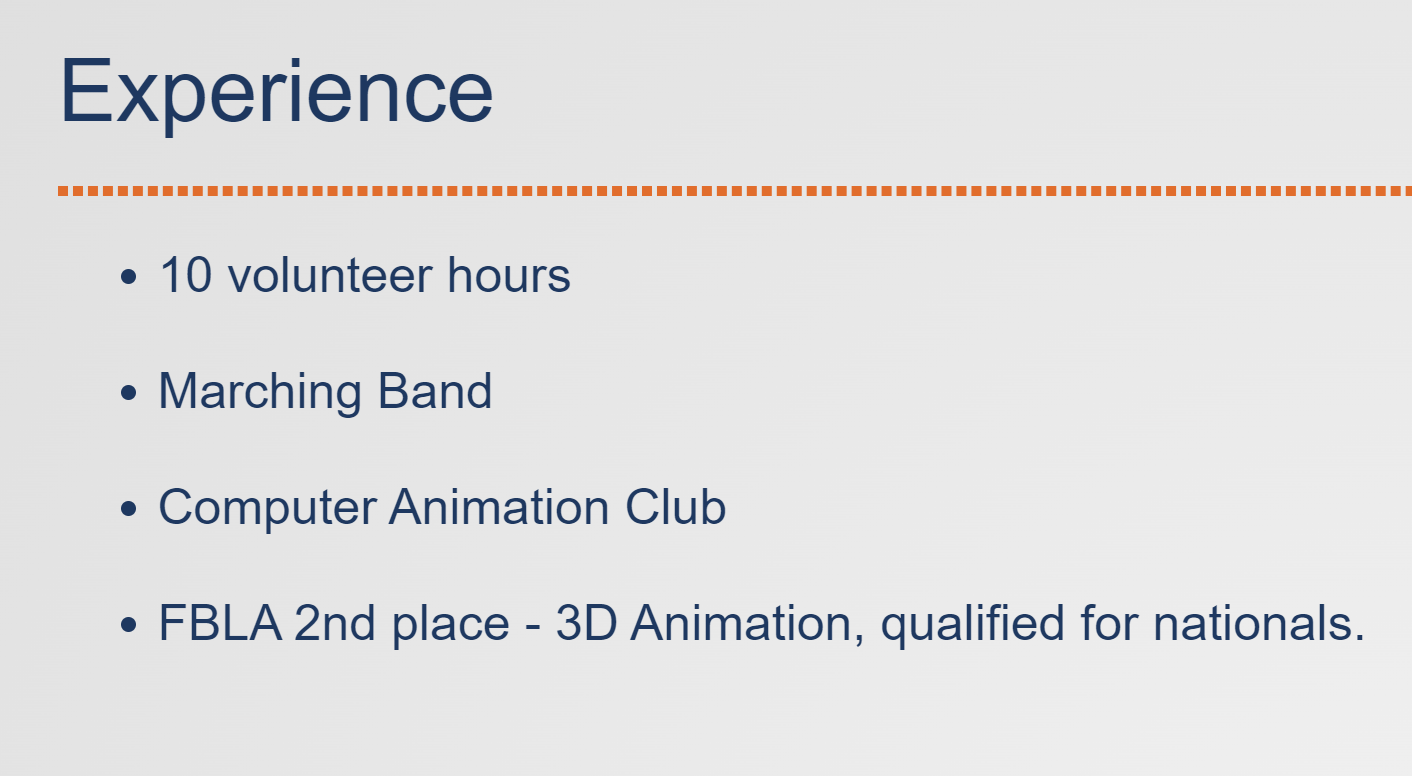 Experience
• 10 volunteer hours
• Marching Band
• Computer Animation Club
• FBLA 2nd place - 3D Animation, qualified for nationals.